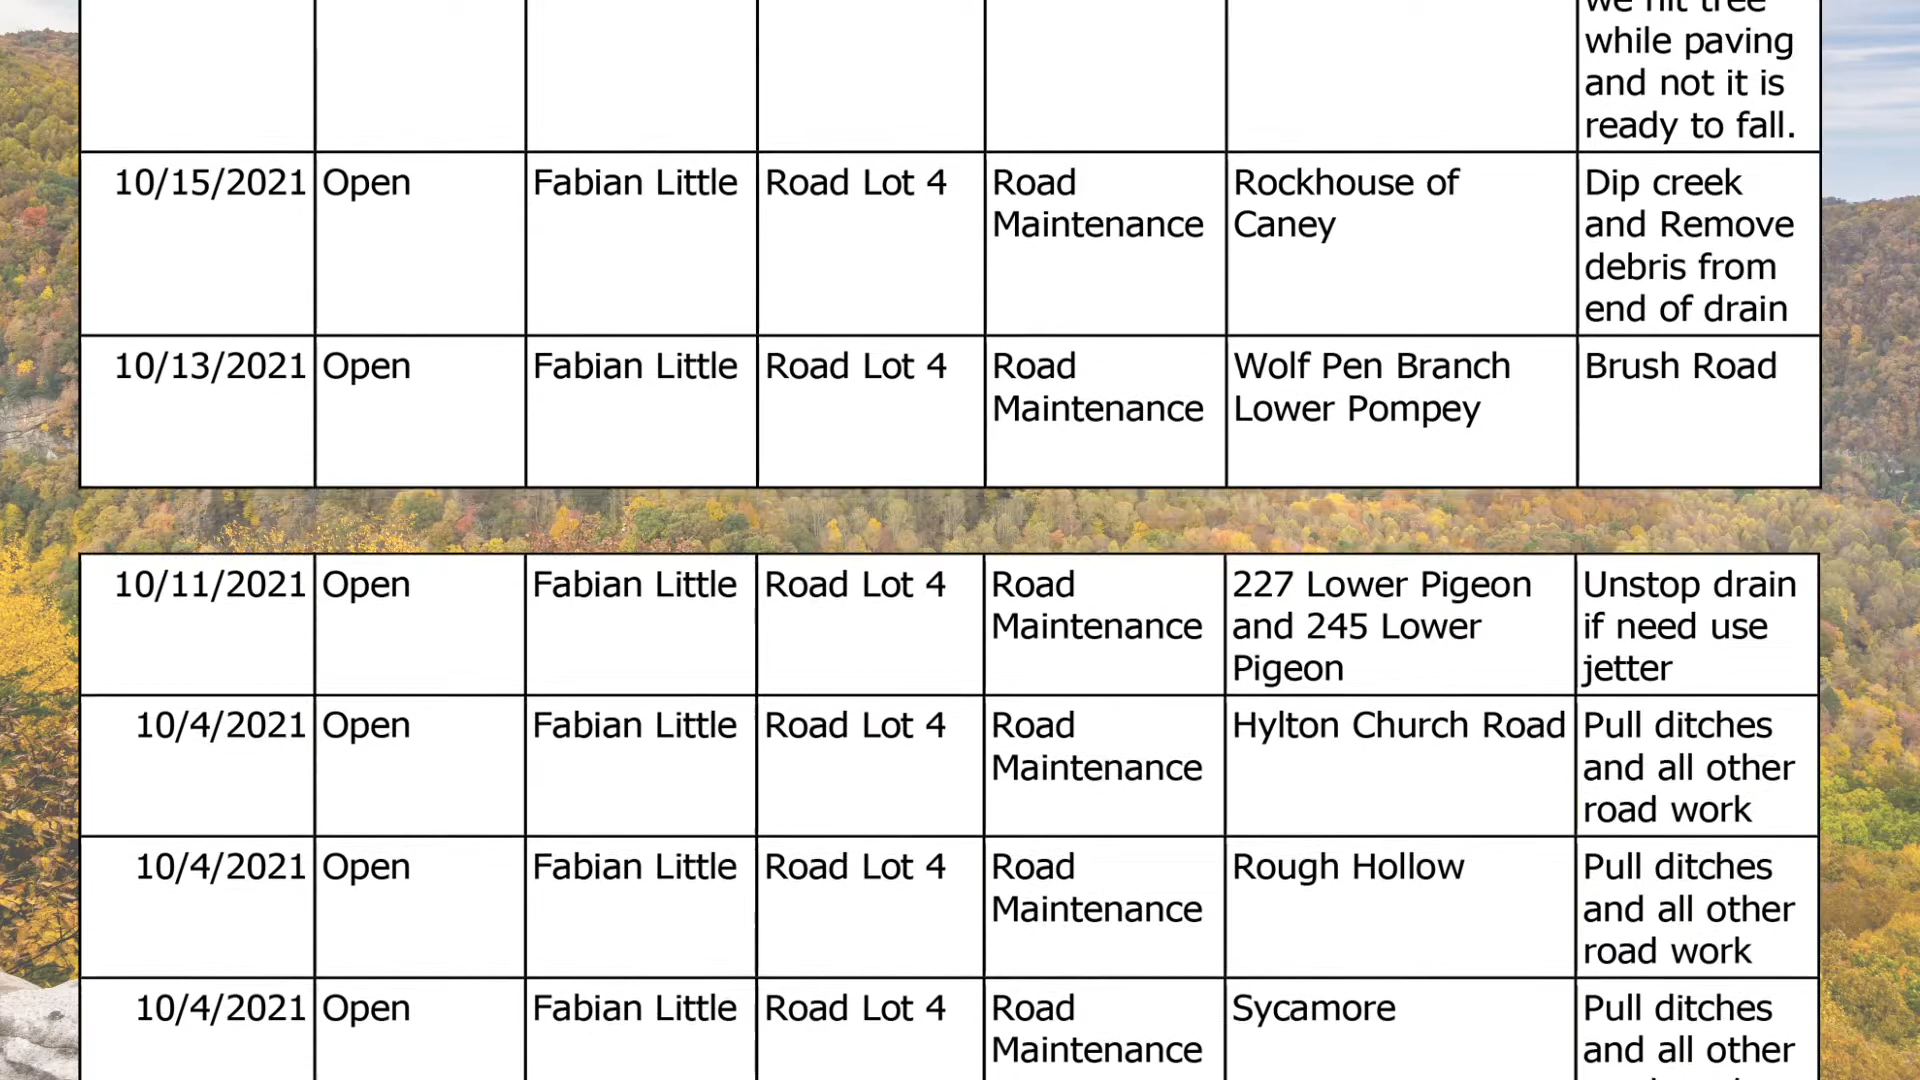 we hit tree
while paving
and not it is
ready to fall.
10/15/2021 Open Fabian Little Road Lot 4 Road Maintenance Rockhouse of Caney Dip creek and Remove debris from end of drain
10/13/2021 Open Fabian Little Road Lot 4 Road Maintenance Wolf Pen Branch Lower Pompey Brush Road
10/11/2021 Open Fabian Little Road Lot 4 Road Maintenance 227 Lower Pigeon and 245 Lower Pigeon Unstop drain if need use jetter
10/4/2021 Open Fabian Little Road Lot 4 Road Maintenance Hylton Church Road Pull ditches and all other road work
10/4/2021 Open Fabian Little Road Lot 4 Road Maintenance Rough Hollow Pull ditches and all other road work
10/4/2021 Open Fabian Little Road Lot 4 Road Maintenance Sycamore Pull ditches and all other